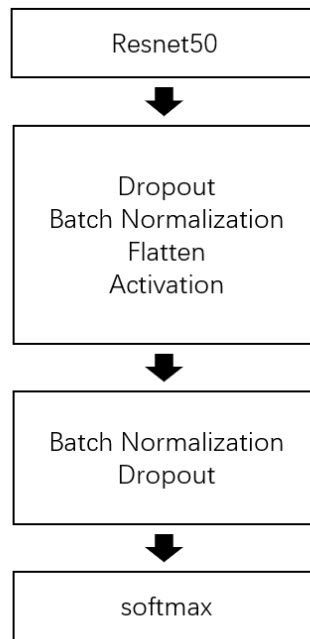 Resnet50
Dropout
Batch Normalization
Flatten
Activation
Batch Normalization
Dropout
softmax